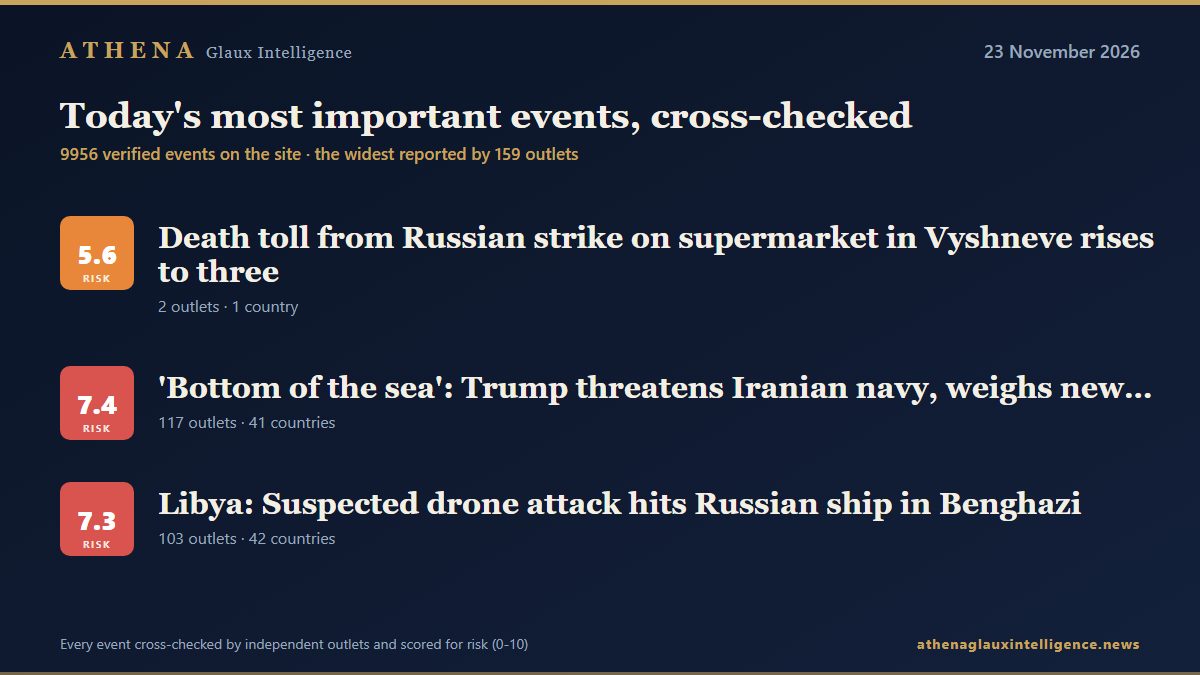 ATHENA Glaux Intelligence
23 November 2026
Today's most important events, cross-checked
9956 verified events on the site · the widest reported by 159 outlets
5.6
RISK
Death toll from Russian strike on supermarket in Vyshneve rises
to three
2 outlets · 1 country
7.4
RISK
'Bottom of the sea': Trump threatens Iranian navy, weighs new...
117 outlets · 41 countries
7.3
RISK
Libya: Suspected drone attack hits Russian ship in Benghazi
103 outlets · 42 countries
Every event cross-checked by independent outlets and scored for risk (0-10)
athenaglauxintelligence.news